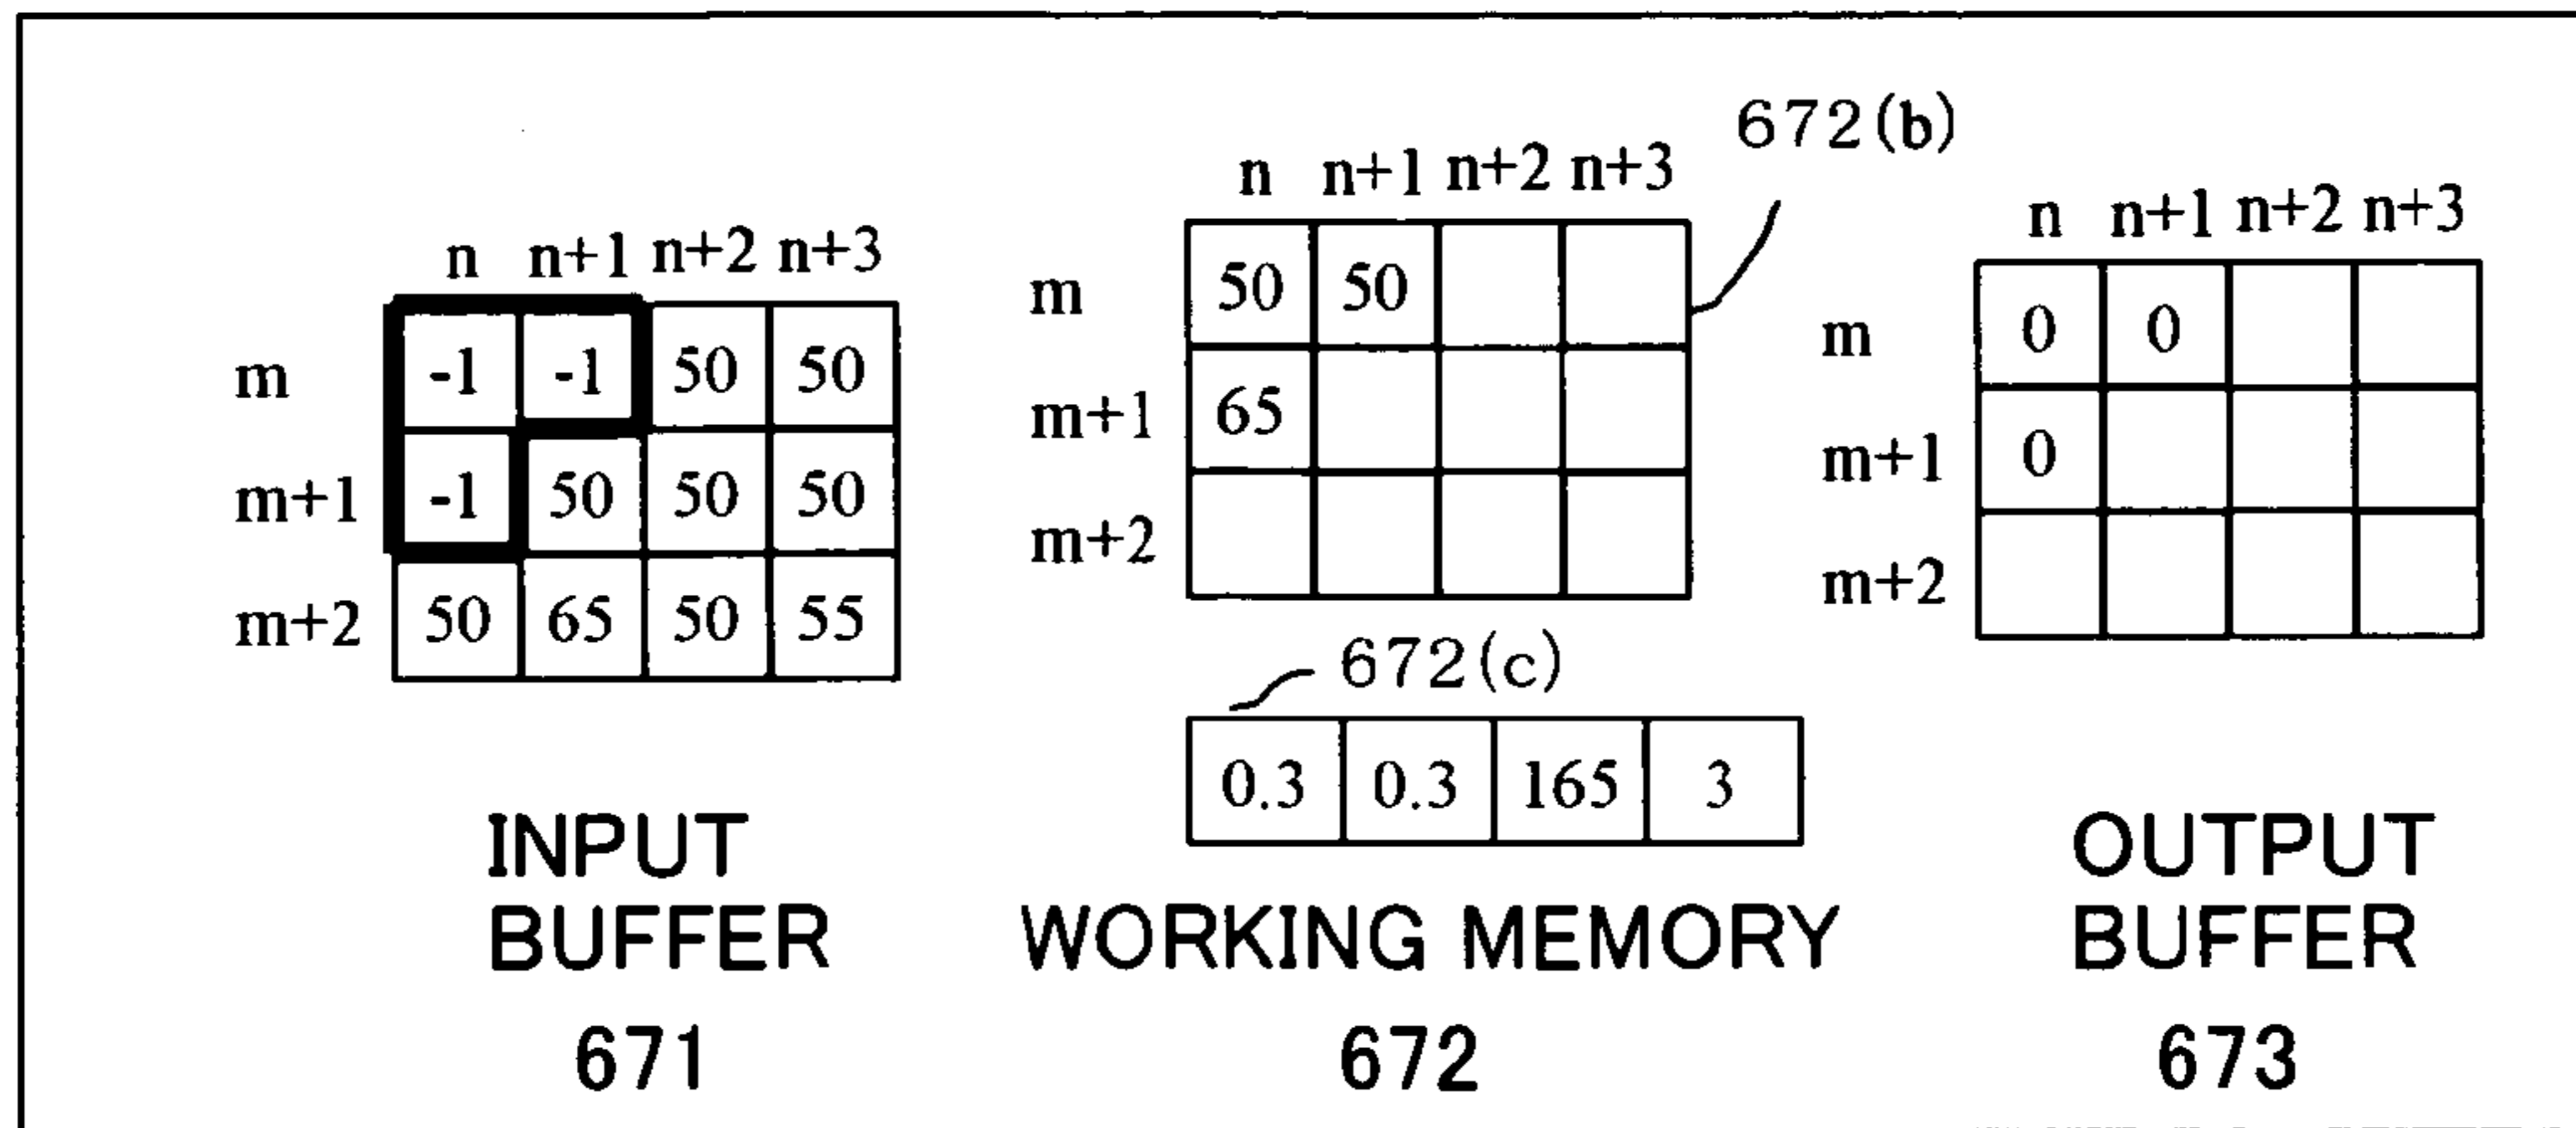 n n+1 n+2 n+3
m -1 -1 50 50
m+1 -1 50 50 50
m+2 50 65 50 55
INPUT
BUFFER
671
672(b)
n n+1 n+2 n+3
m 50 50
m+1 65
m+2
672(c)
0.3 0.3 165 3
WORKING MEMORY
672
n n+1 n+2 n+3
m 0 0
m+1 0
m+2
OUTPUT
BUFFER
673